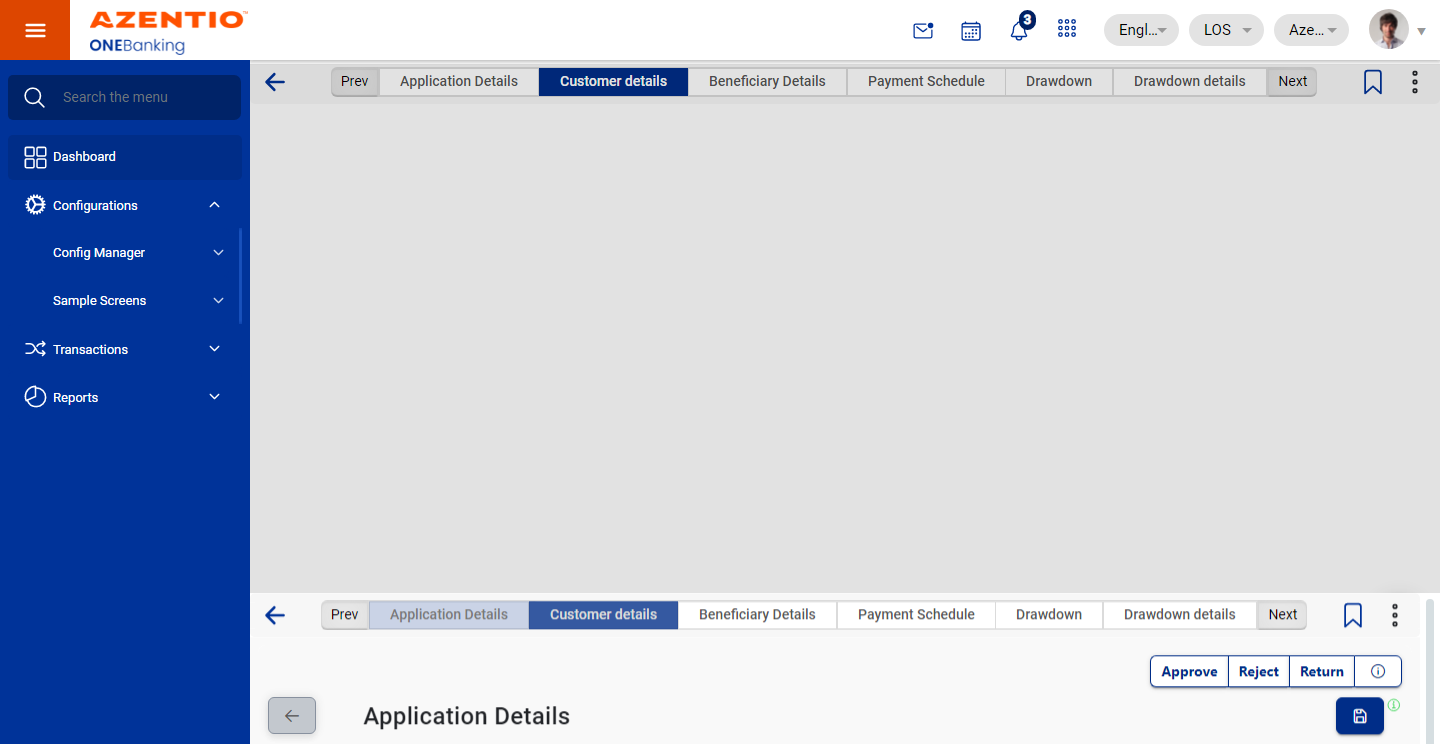 AZENTIO™
ONEBanking
3
Engl...
LOS
Aze...
Search the menu
Dashboard
Configurations
Config Manager
Sample Screens
Transactions
Reports
Prev Application Details Customer details Beneficiary Details Payment Schedule Drawdown Drawdown details Next
Prev Application Details Customer details Beneficiary Details Payment Schedule Drawdown Drawdown details Next
Approve Reject Return
Application Details